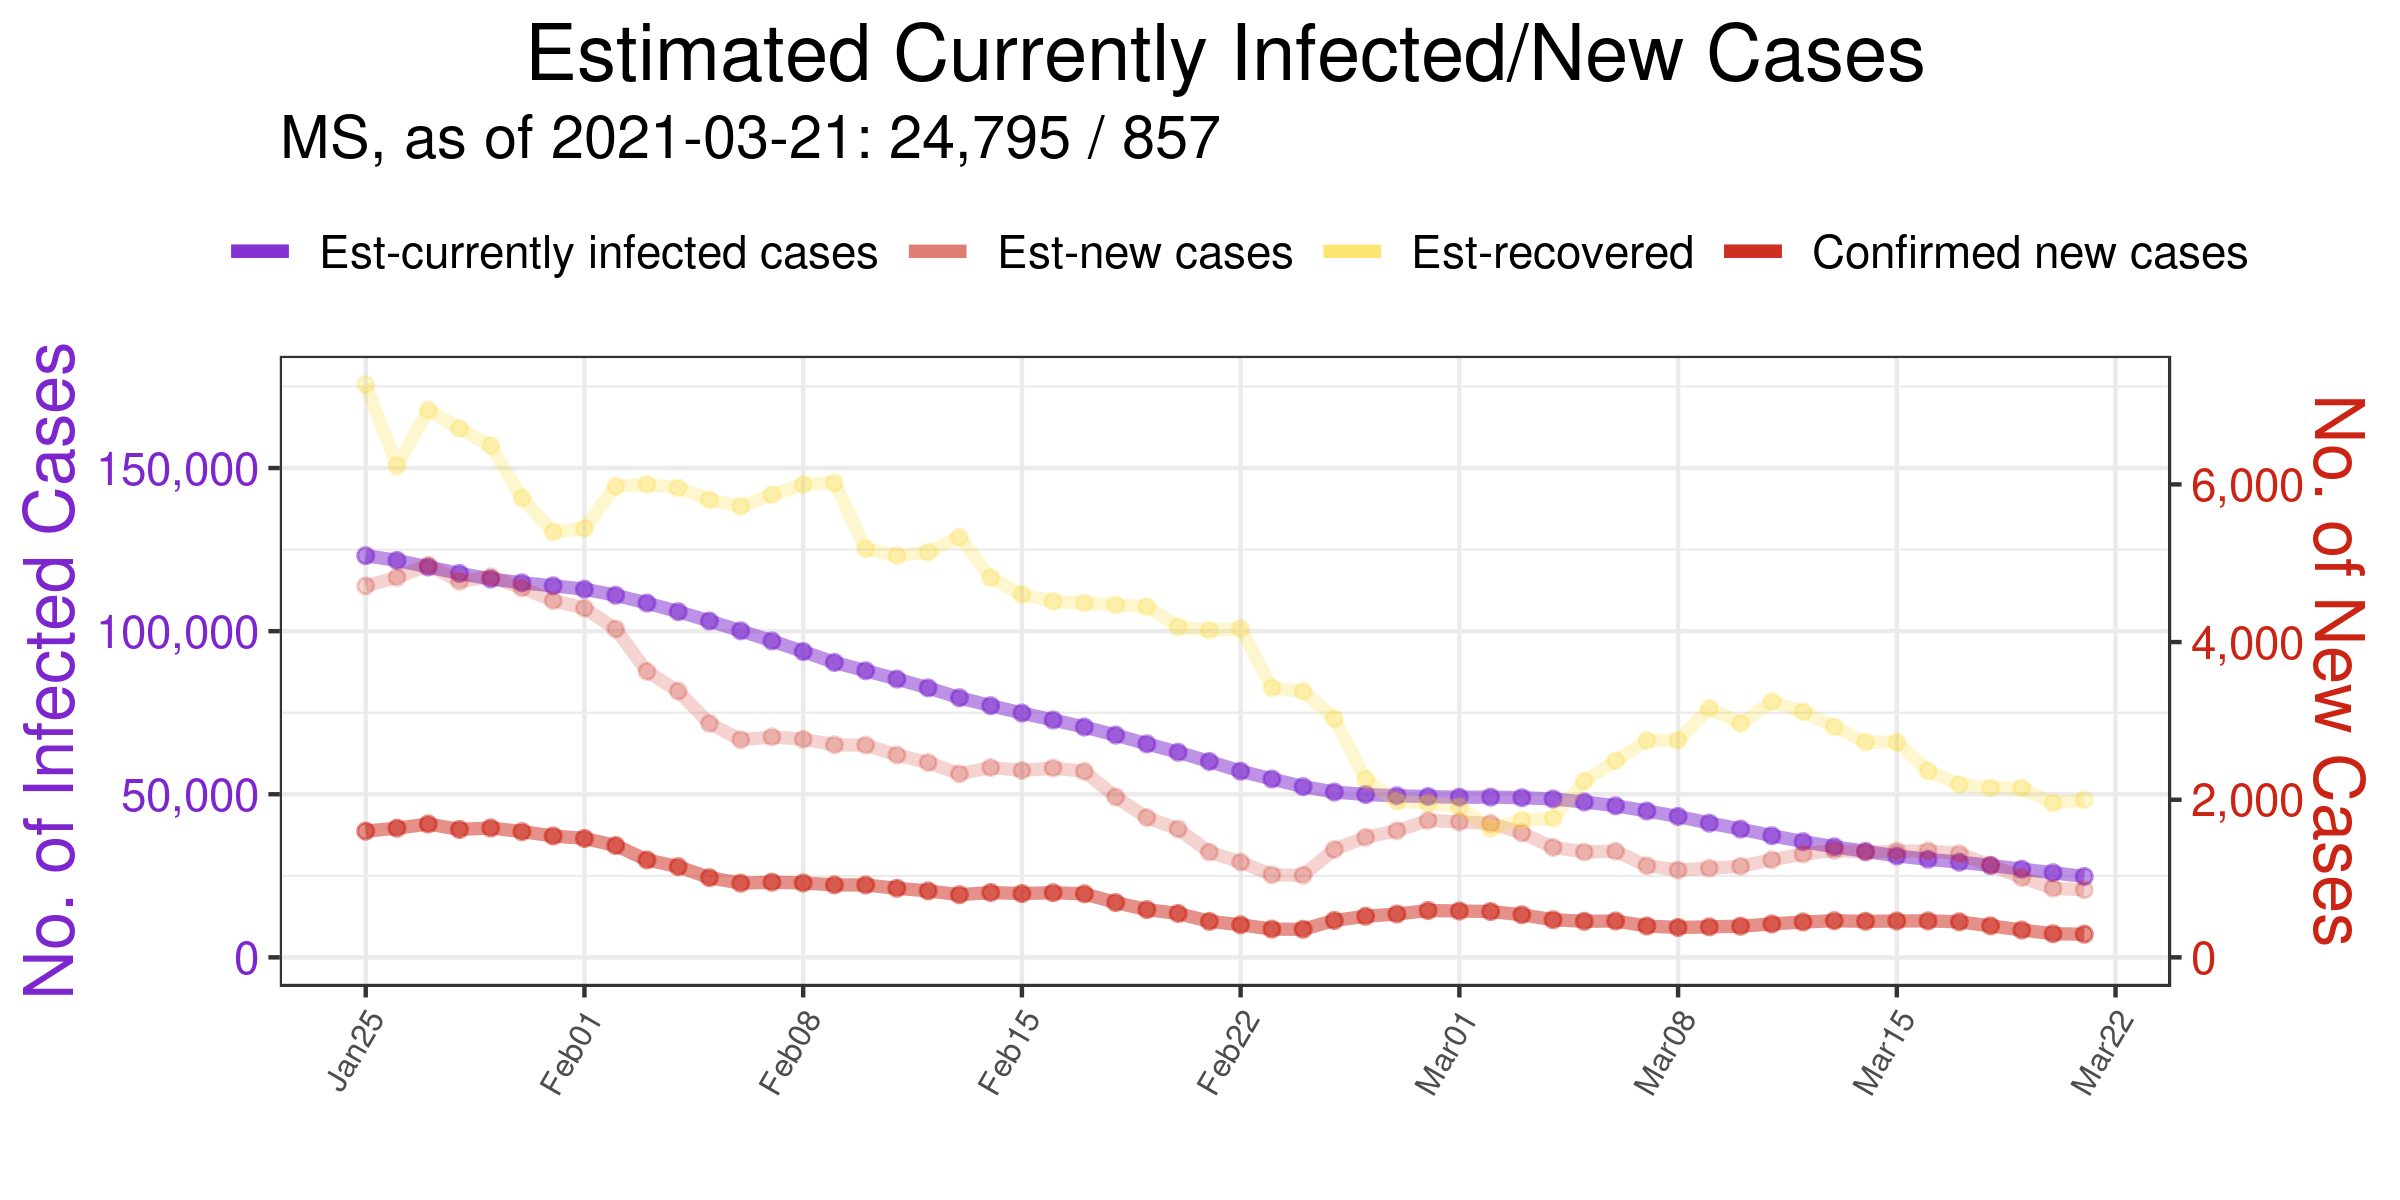 Estimated Currently Infected/New Cases
MS, as of 2021-03-21: 24,795 / 857
Est-currently infected cases Est-new cases Est-recovered Confirmed new cases
No. of Infected Cases
150,000
100,000
50,000
0
6,000
4,000
2,000
0
No. of New Cases
Jan25 Feb01 Feb08 Feb15 Feb22 Mar01 Mar08 Mar15 Mar22